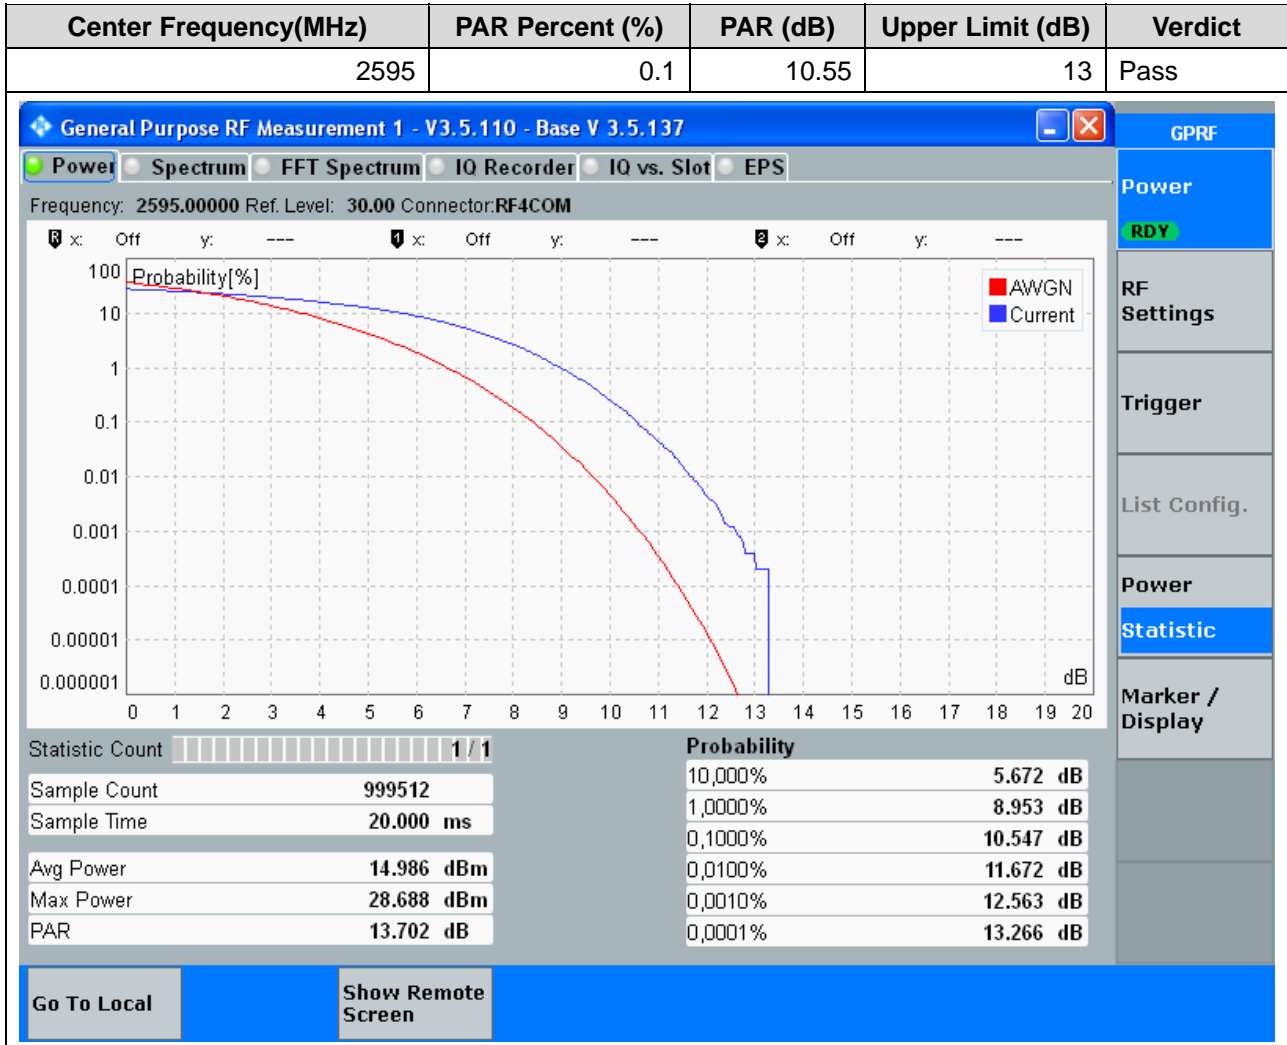 Center Frequency(MHz) PAR Percent (%) PAR (dB) Upper Limit (dB) Verdict
2595 0.1 10.55 13 Pass
General Purpose RF Measurement 1 - V3.5.110 - Base V 3.5.137
GPRF
Power Spectrum FFT Spectrum IQ Recorder IQ vs. Slot EPS
Frequency: 2595.00000 Ref. Level: 30.00 Connector:RF4COM
R x: Off y: --- 1 x: Off y: --- 2 x: Off y: ---
Probability[%]
AWGN
Current
100
10
1
0.1
0.01
0.001
0.0001
0.00001
0.000001
dB
0 1 2 3 4 5 6 7 8 9 10 11 12 13 14 15 16 17 18 19 20
Statistic Count 1 / 1
Sample Count 999512
Sample Time 20.000 ms
Avg Power 14.986 dBm
Max Power 28.688 dBm
PAR 13.702 dB
Probability
10,000% 5.672 dB
1,0000% 8.953 dB
0,1000% 10.547 dB
0,0100% 11.672 dB
0,0010% 12.563 dB
0,0001% 13.266 dB
Power
RDY
RF
Settings
Trigger
List Config.
Power
Statistic
Marker /
Display
Go To Local
Show Remote
Screen